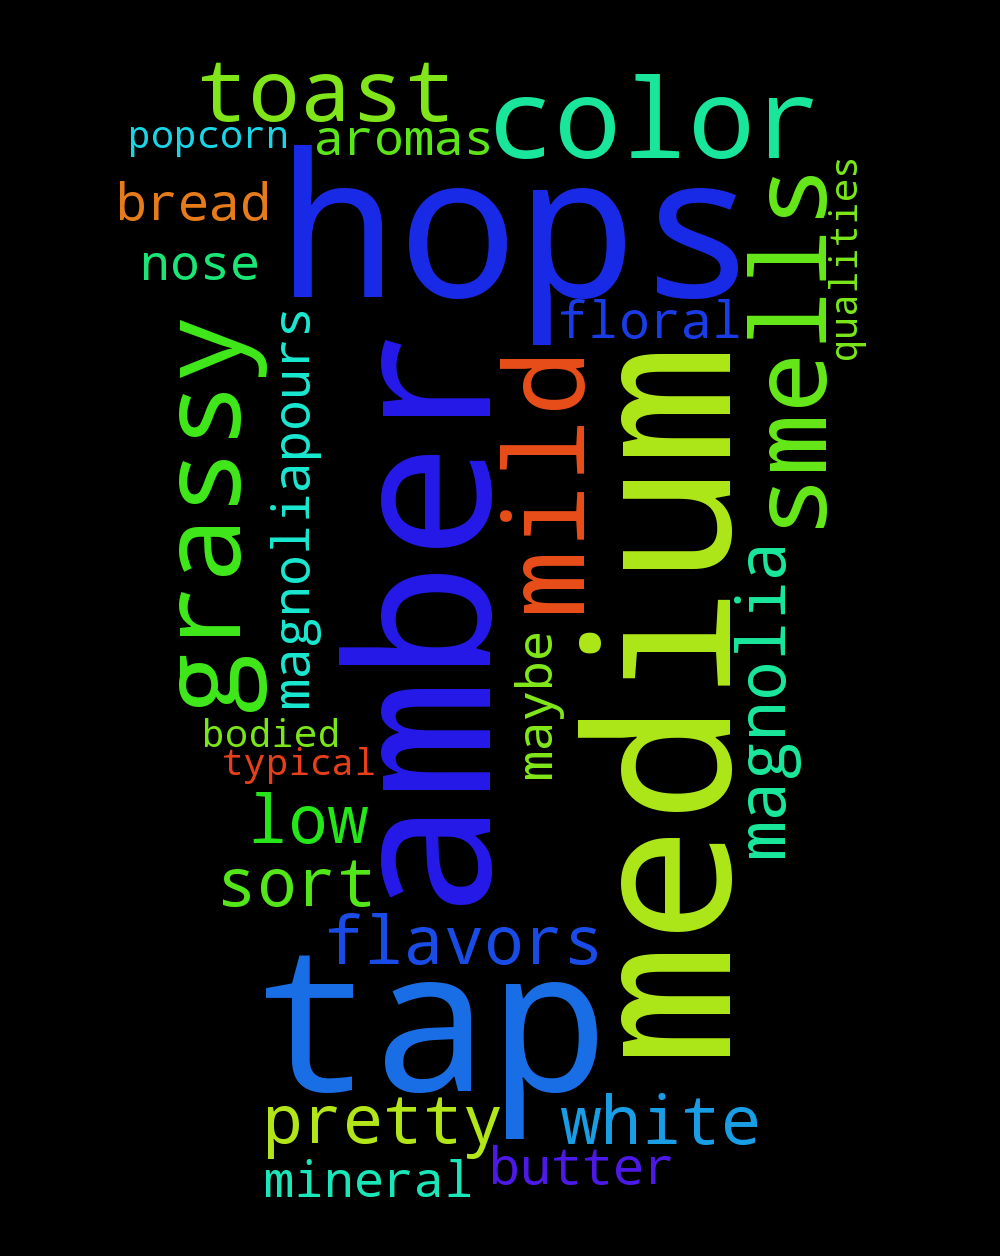 toast
color
popcorn
aromas
hops
bread
nose
smells
qualities
floral
grassy
magnoliapours
amber
mild
medium
magnolia
maybe
bodied
typical
low
sort
flavors
tap
pretty
white
butter
mineral